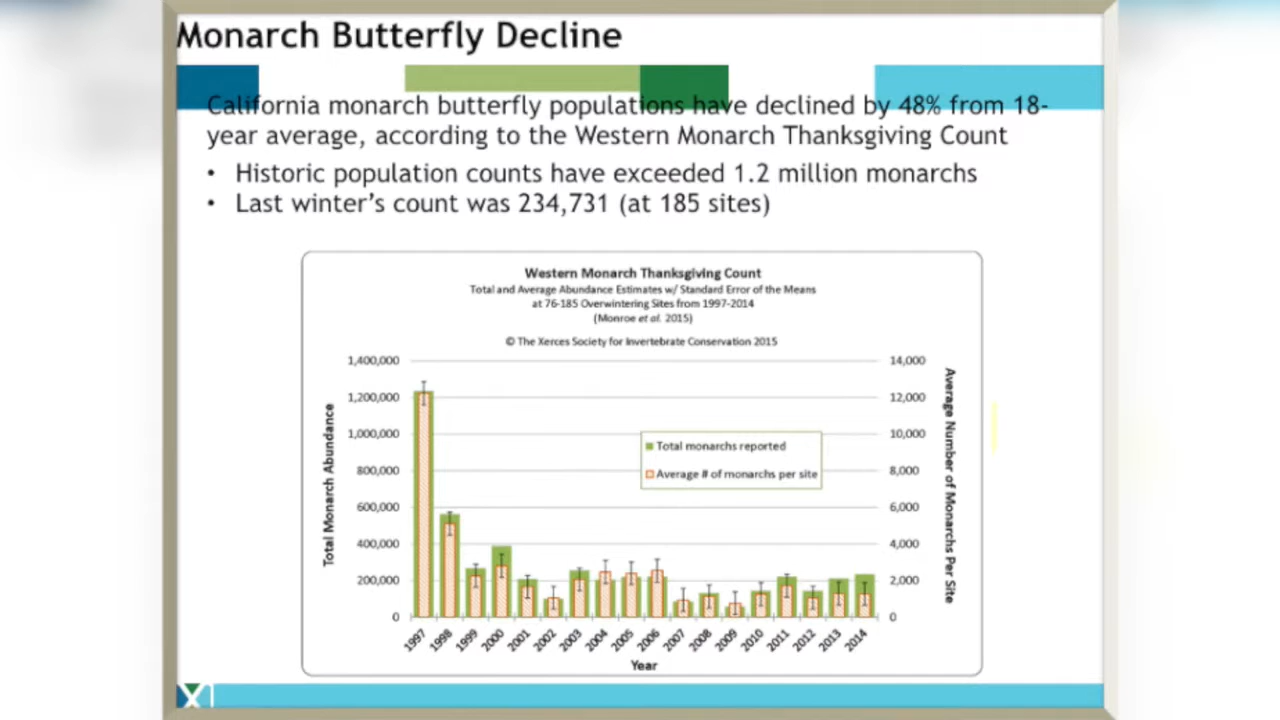 Monarch Butterfly Decline
California monarch butterfly populations have declined by 48% from 18-
year average, according to the Western Monarch Thanksgiving Count
• Historic population counts have exceeded 1.2 million monarchs
• Last winter's count was 234,731 (at 185 sites)
Western Monarch Thanksgiving Count
Total and Average Abundance Estimates w/ Standard Error of the Means
at 76-185 Overwintering Sites from 1997-2014
(Monroe et al. 2015)
© The Xerces Society for Invertebrate Conservation 2015
Total Monarch Abundance
1,400,000
1,200,000
1,000,000
800,000
600,000
400,000
200,000
0
Total monarchs reported
Average # of monarchs per site
14,000
12,000
10,000
8,000
6,000
4,000
2,000
0
Average Number of Monarchs Per Site
1997 1998 1999 2000 2001 2002 2003 2004 2005 2006 2007 2008 2009 2010 2011 2012 2013 2014
Year